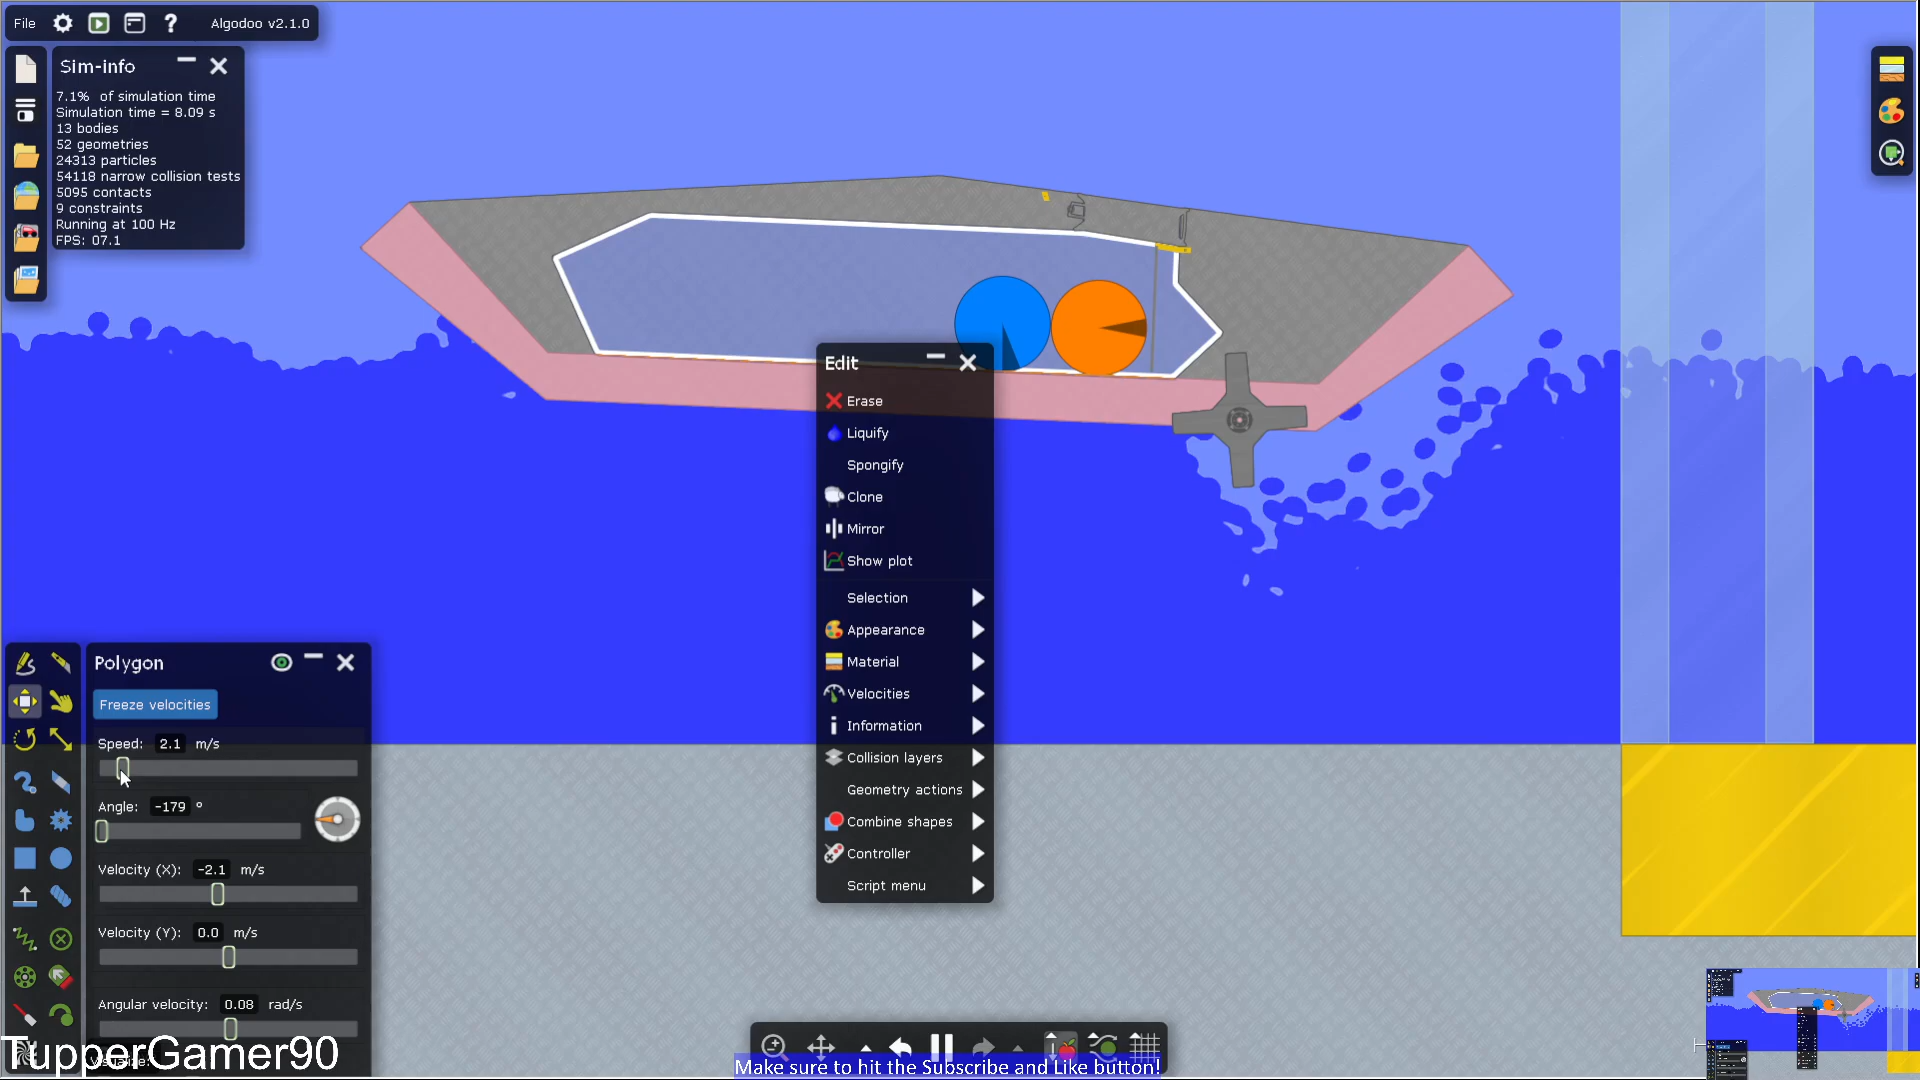 File
Algodoo v2.1.0
Sim-info
7.1% of simulation time
Simulation time = 8.09 s
13 bodies
52 geometries
24313 particles
54118 narrow collision tests
5095 contacts
9 constraints
Running at 100 Hz
FPS: 07.1
Edit
Erase
Liquify
Spongify
Clone
Mirror
Show plot
Selection
Appearance
Material
Velocities
Information
Collision layers
Geometry actions
Combine shapes
Controller
Script menu
Polygon
Freeze velocities
Speed: 2.1 m/s
Angle: -179 °
Velocity (X): -2.1 m/s
Velocity (Y): 0.0 m/s
Angular velocity: 0.08 rad/s
TupperGamer90
Make sure to hit the Subscribe and Like button!